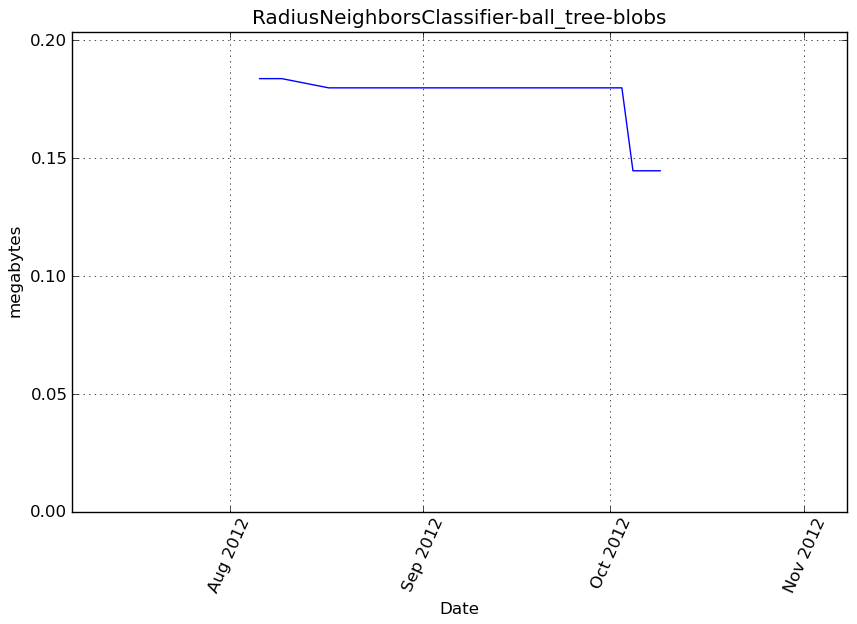 RadiusNeighborsClassifier-ball_tree-blobs
0.20
0.15
0.10
0.05
0.00
megabytes
Aug 2012
Sep 2012
Oct 2012
Nov 2012
Date